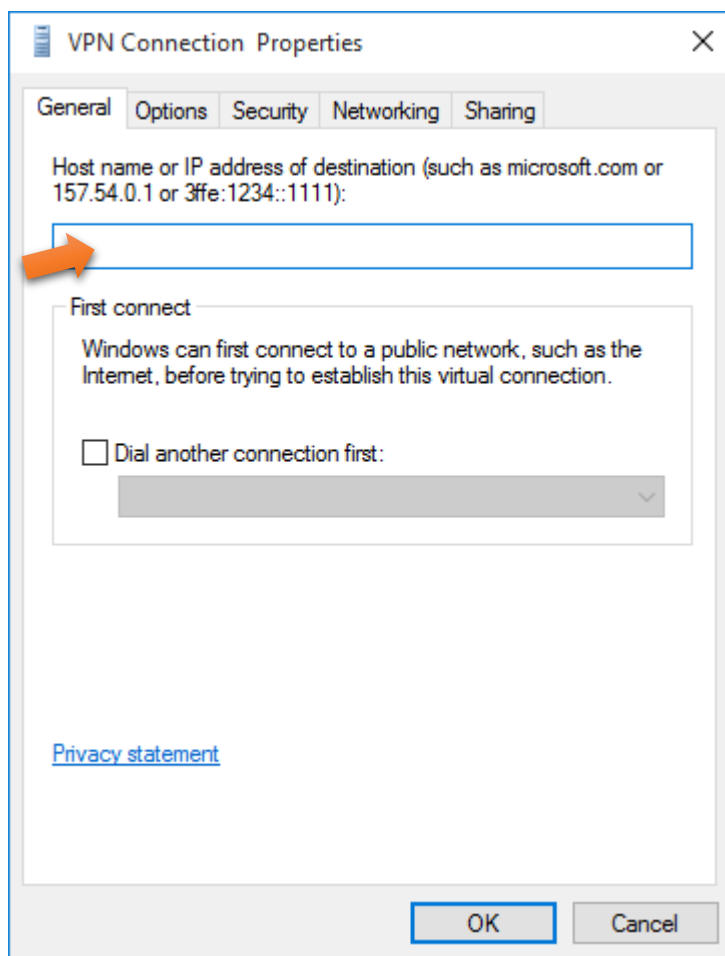 VPN Connection Properties
General Options Security Networking Sharing
Host name or IP address of destination (such as microsoft.com or
157.54.0.1 or 3ffe:1234::1111):
First connect
Windows can first connect to a public network, such as the
Internet, before trying to establish this virtual connection.
Dial another connection first:
Privacy statement
OK Cancel